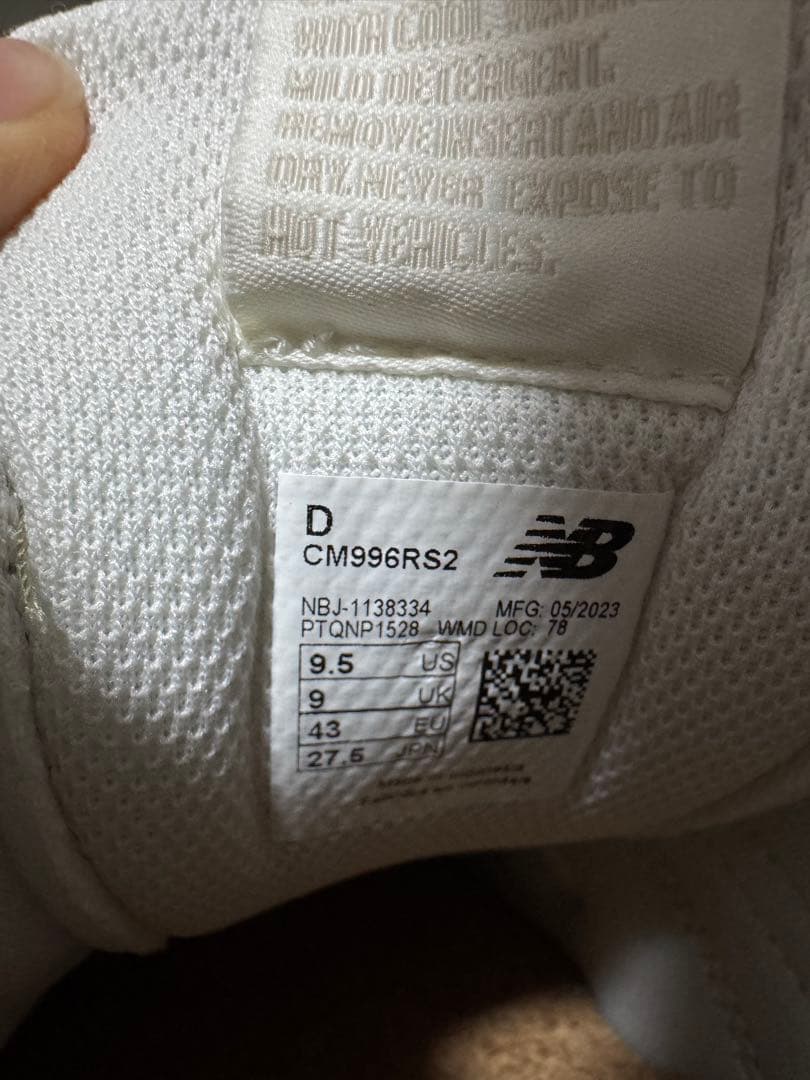 WITH COOL WATER
MILD DETERGENT.
REMOVE INSERT AND AIR
DRY. NEVER EXPOSE TO
HOT VEHICLES.
D
CM996RS2
NB
NBJ-1138334 MFG: 05/2023
PTQNP1528 WMD LOC: 78
9.5 US
9 UK
43 EU
27.5 JPN